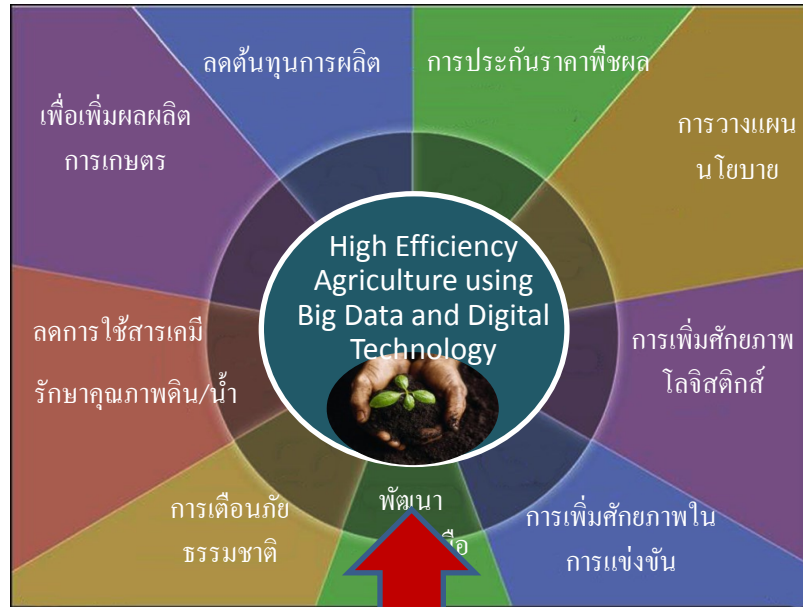 ลดต้นทุนการผลิต
การประกันราคาพืชผล
เพื่อเพิ่มผลผลิต
การเกษตร
การวางแผน
นโยบาย
High Efficiency
Agriculture using
Big Data and Digital
Technology
ลดการใช้สารเคมี
รักษาคุณภาพดิน/น้ำ
การเพิ่มศักยภาพ
โลจิสติกส์
การเตือนภัย
ธรรมชาติ
พัฒนา
การเพิ่มศักยภาพใน
การแข่งขัน